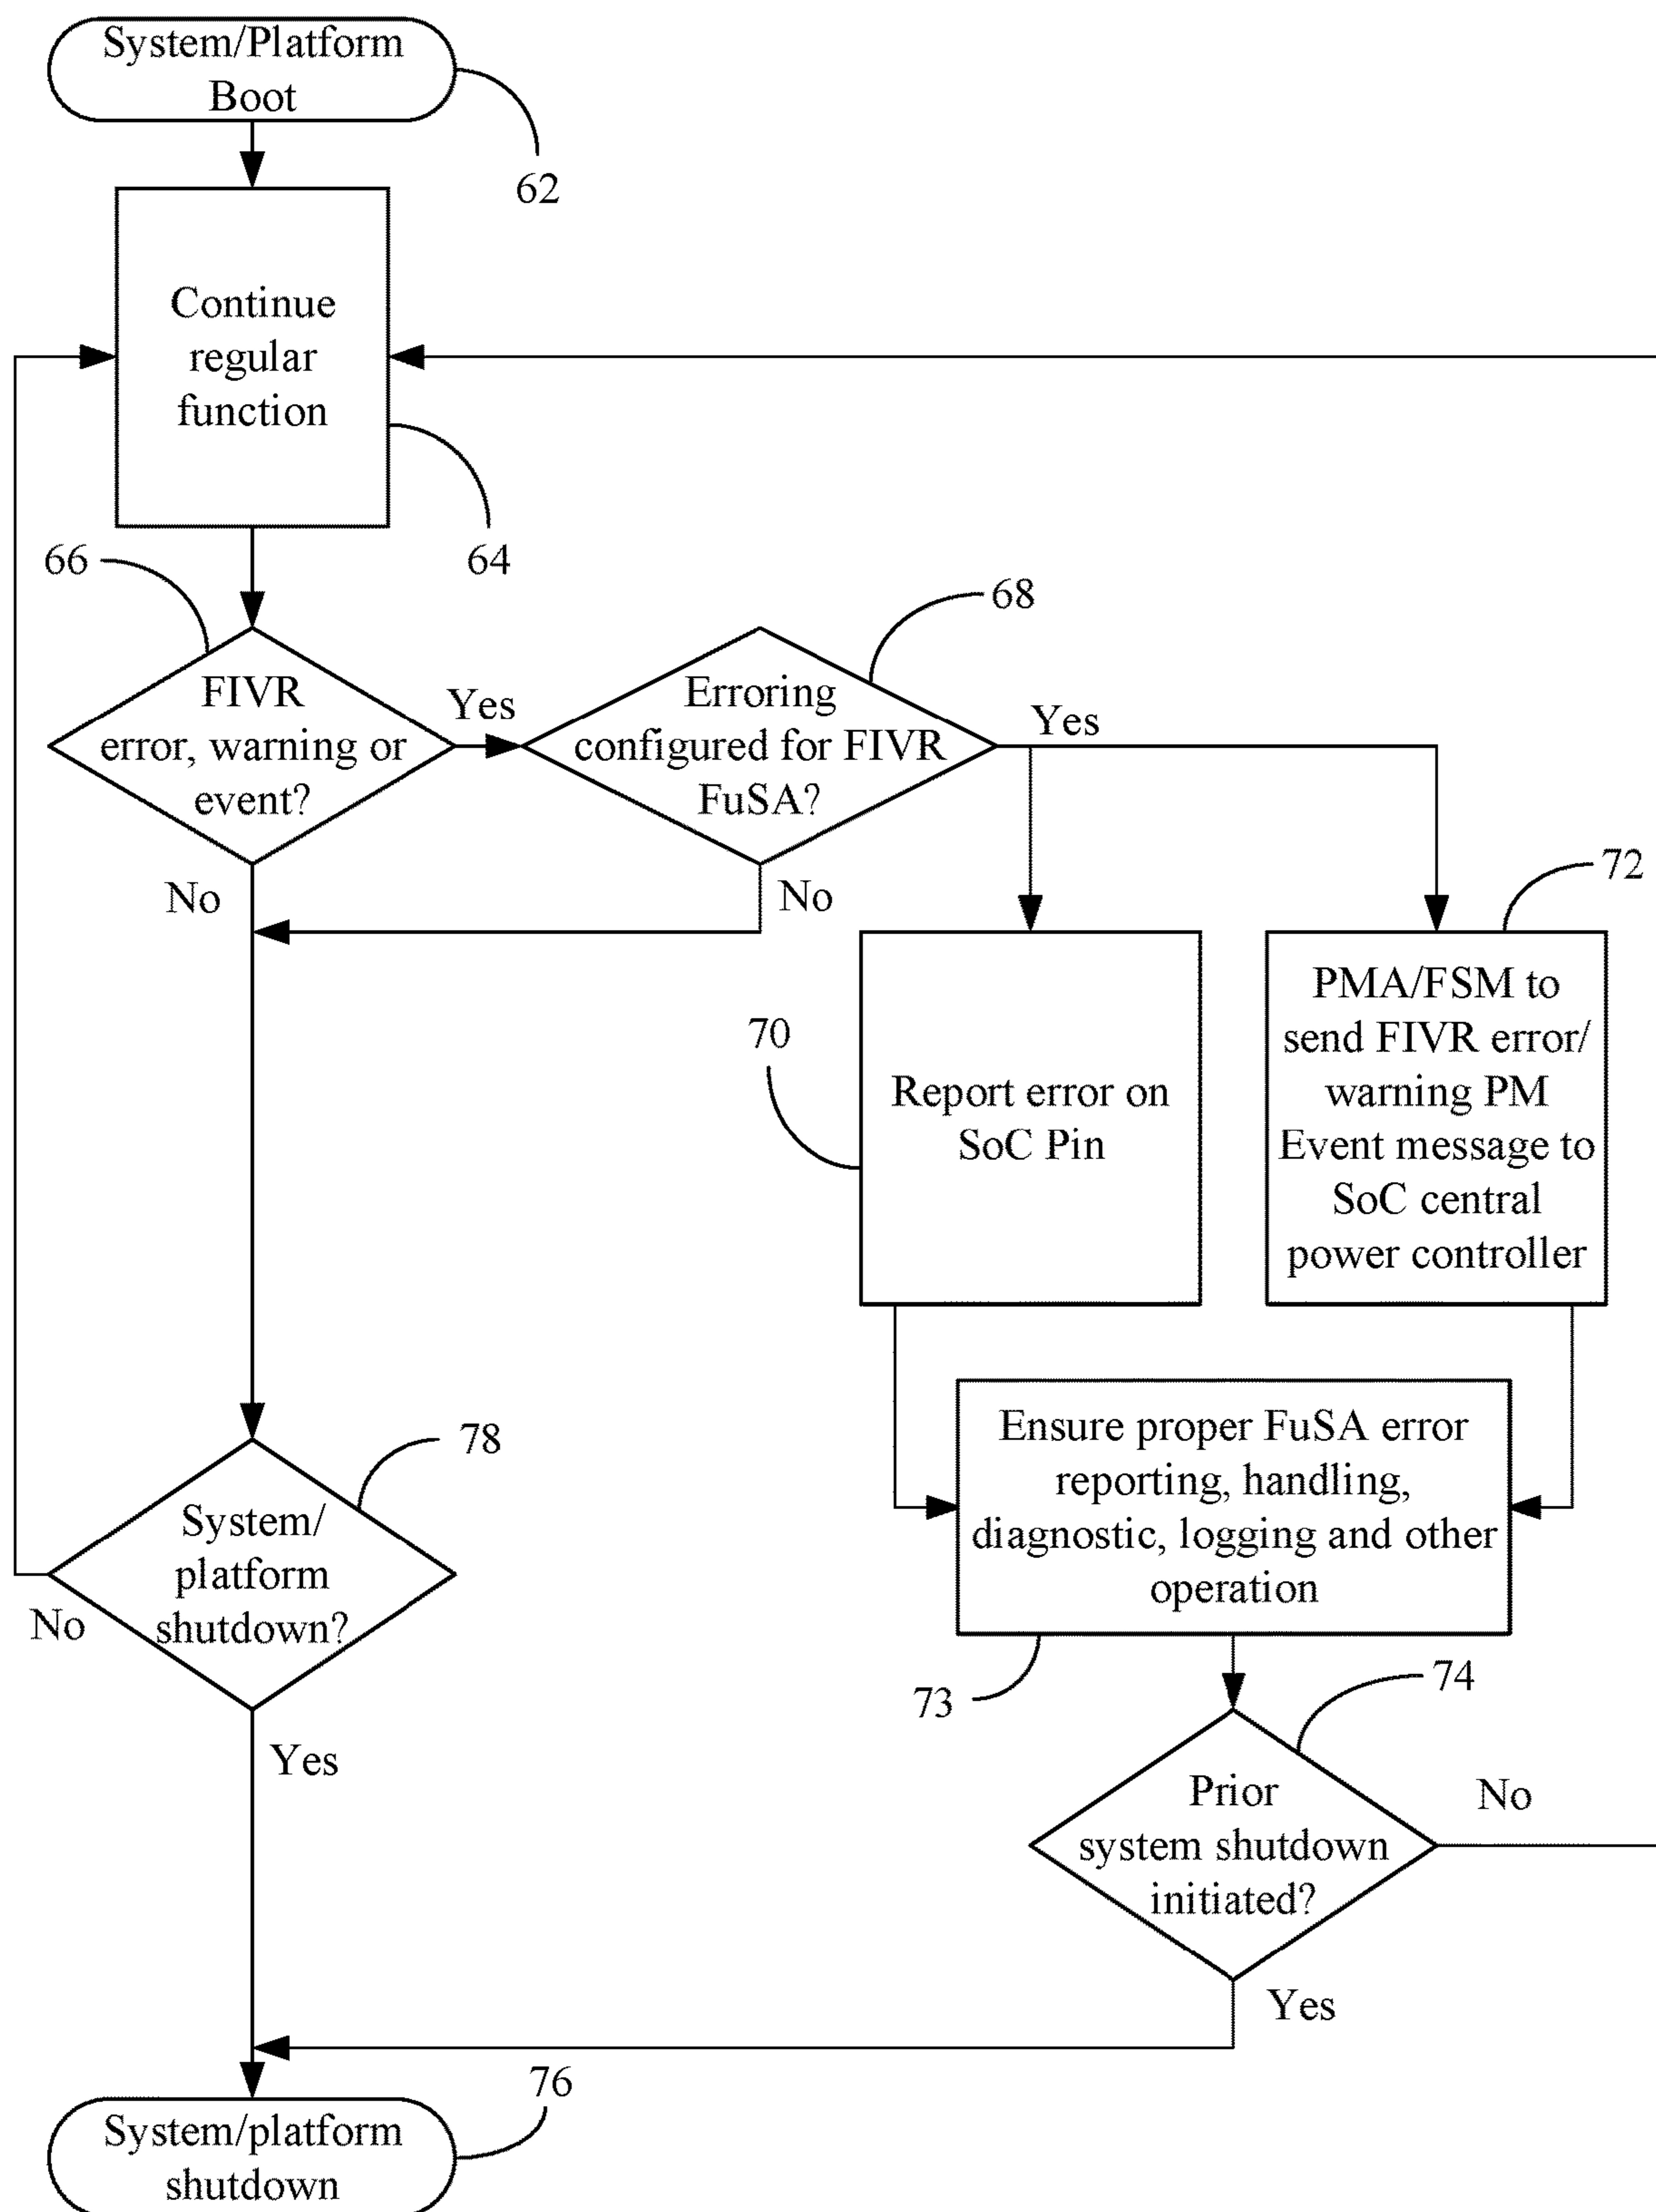 System/Platform
Boot
62
Continue
regular
function
64
66
68
FIVR
error, warning or
event?
Yes
Erroring
configured for FIVR
FuSA?
Yes
No
No
72
70
Report error on
SoC Pin
PMA/FSM to
send FIVR error/
warning PM
Event message to
SoC central
power controller
78
Ensure proper FuSA error
reporting, handling,
diagnostic, logging and other
operation
System/
platform
shutdown?
No
73
74
Yes
Prior
system shutdown
initiated?
No
Yes
76
System/platform
shutdown